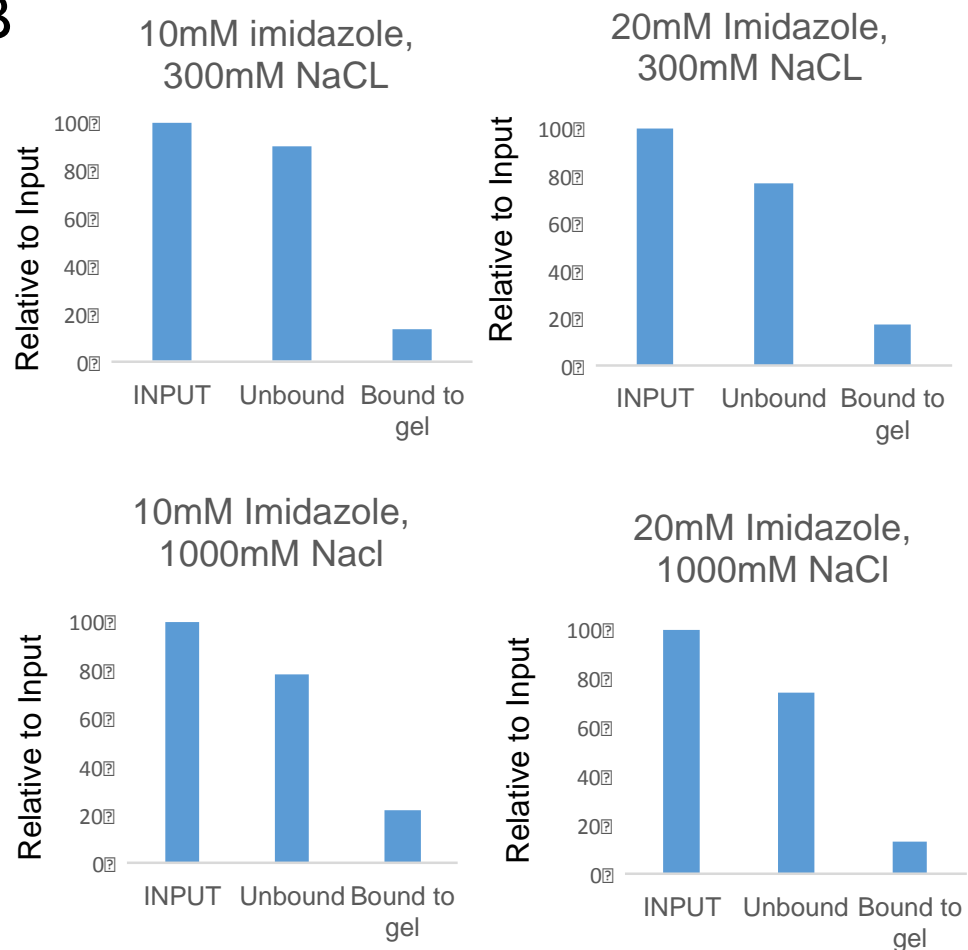 B
10mM imidazole,
300mM NaCL
Relative to Input
100⍰
80⍰
60⍰
40⍰
20⍰
0⍰
INPUT Unbound Bound to
gel
20mM Imidazole,
300mM NaCL
Relative to Input
100⍰
80⍰
60⍰
40⍰
20⍰
0⍰
INPUT Unbound Bound to
gel
10mM Imidazole,
1000mM Nacl
Relative to Input
100⍰
80⍰
60⍰
40⍰
20⍰
0⍰
INPUT Unbound Bound to
gel
20mM Imidazole,
1000mM NaCl
Relative to Input
100⍰
80⍰
60⍰
40⍰
20⍰
0⍰
INPUT Unbound Bound to
gel